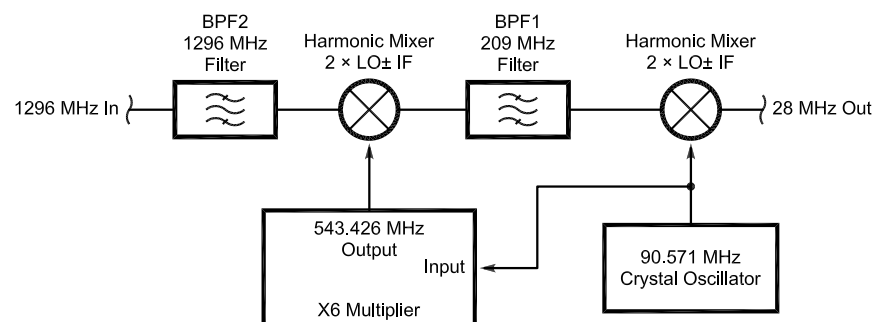 BPF2
1296 MHz
Filter
Harmonic Mixer
2 × LO± IF
BPF1
209 MHz
Filter
Harmonic Mixer
2 × LO± IF
1296 MHz In
28 MHz Out
543.426 MHz
Output
Input
X6 Multiplier
90.571 MHz
Crystal Oscillator